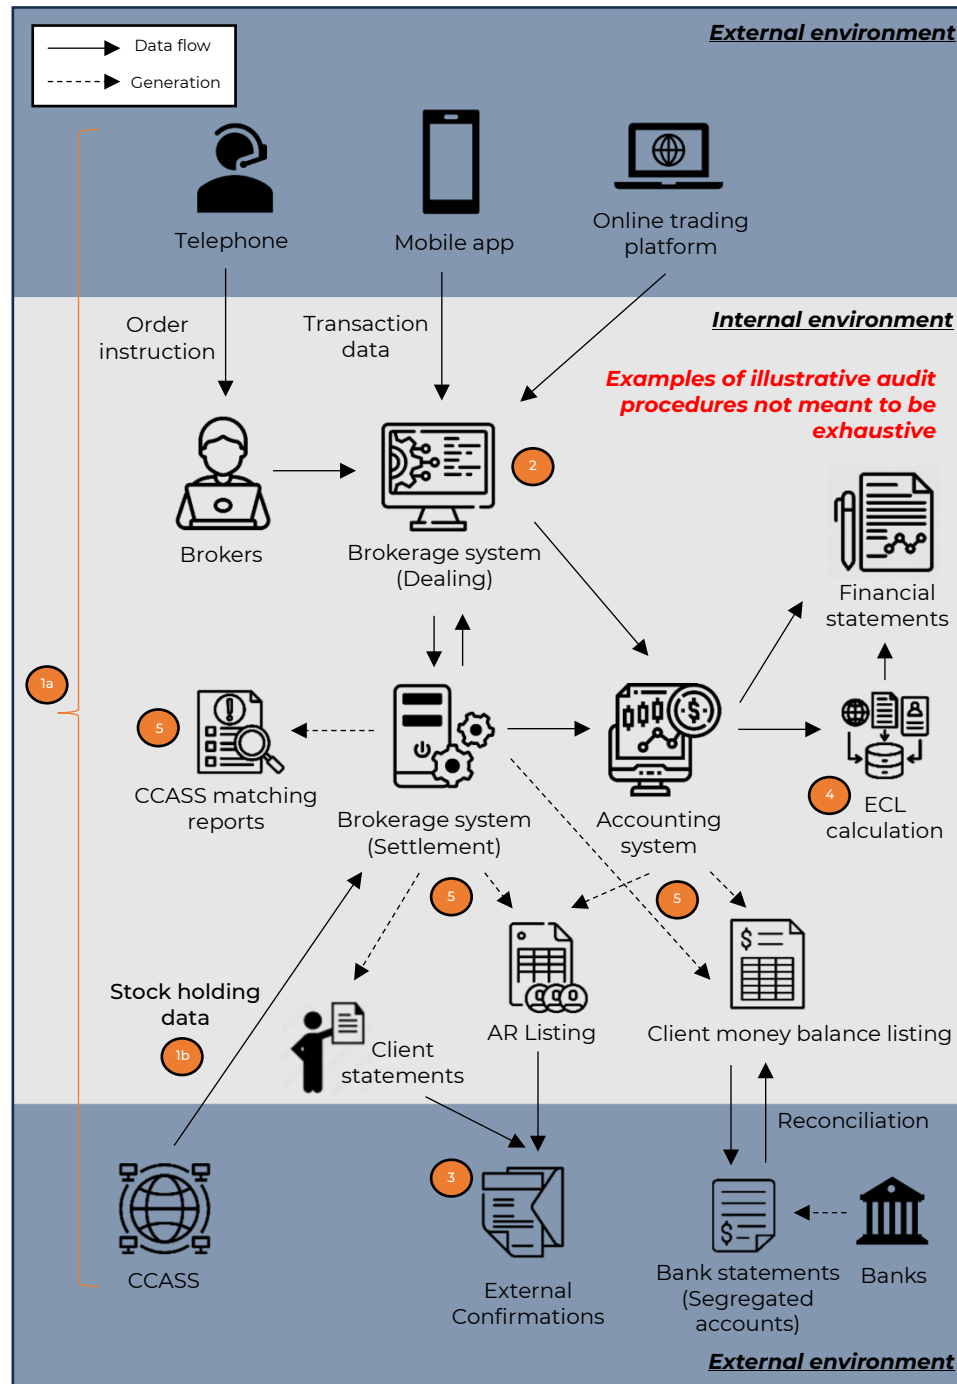 External environment
Data flow
Generation
Telephone
Mobile app
Online trading
platform
Order
instruction
Transaction
data
Internal environment
Examples of illustrative audit
procedures not meant to be
exhaustive
2
Brokers
Brokerage system
(Dealing)
Financial
statements
1a
5
CCASS matching
reports
Brokerage system
(Settlement)
Accounting
system
4
ECL
calculation
5
5
Stock holding
data
1b
Client
statements
AR Listing
Client money balance listing
Reconciliation
3
CCASS
External
Confirmations
Bank statements
(Segregated
accounts)
Banks
External environment